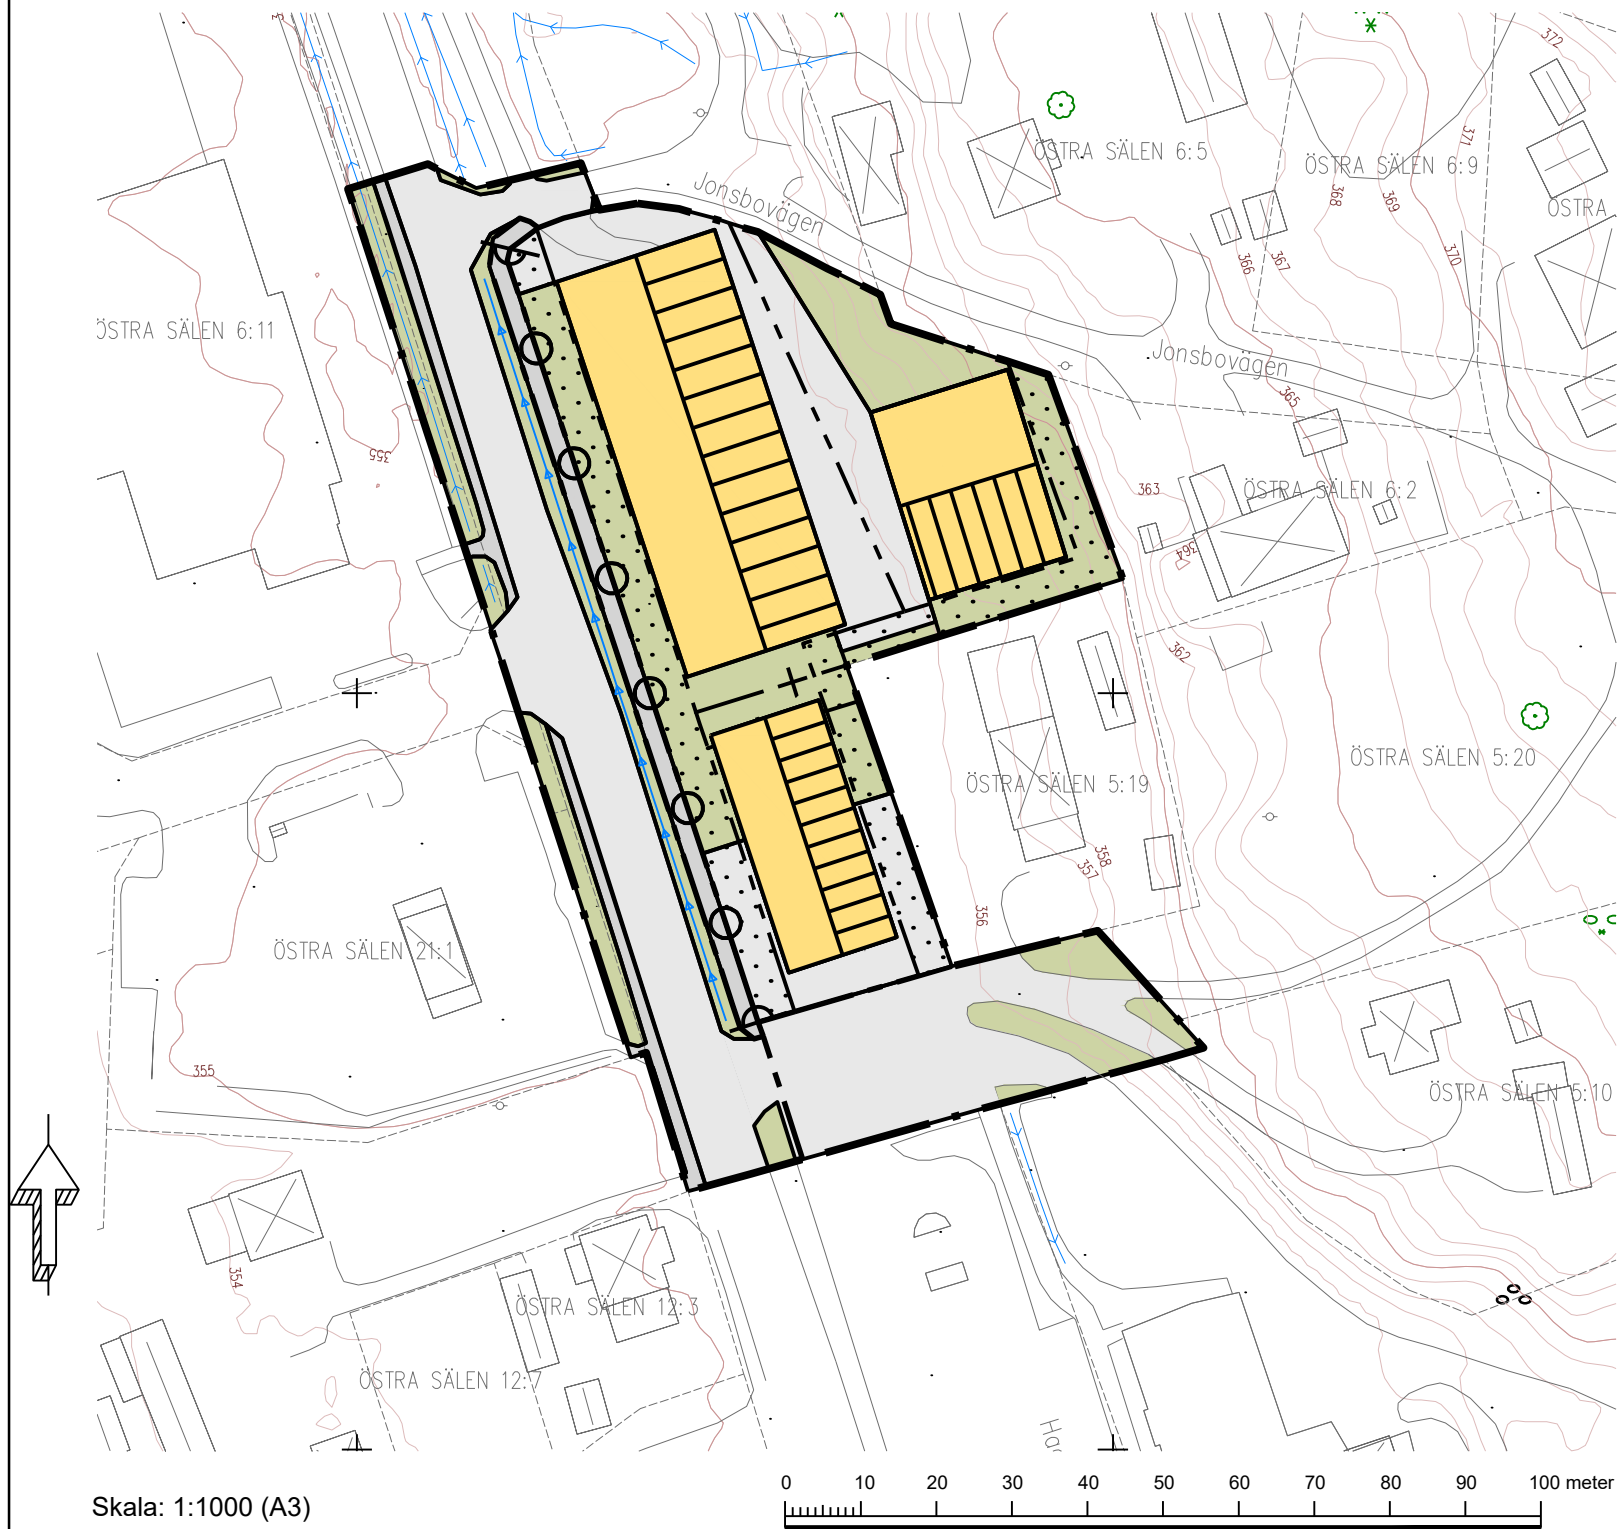 372
ÖSTRA SÄLEN 6:5
371
ÖSTRA SÄLEN 6:9
Jonsbovägen
368
369
ÖSTRA
370
366
367
ÖSTRA SÄLEN 6:11
Jonsbovägen
365
355
363
ÖSTRA SÄLEN 6:2
364
362
ÖSTRA SÄLEN 5:20
ÖSTRA SÄLEN 5:19
358
357
356
ÖSTRA SÄLEN 21:1
355
ÖSTRA SÄLEN 5:10
354
ÖSTRA SÄLEN 12:3
ÖSTRA SÄLEN 12:7
0 10 20 30 40 50 60 70 80 90 100 meter
Skala: 1:1000 (A3)